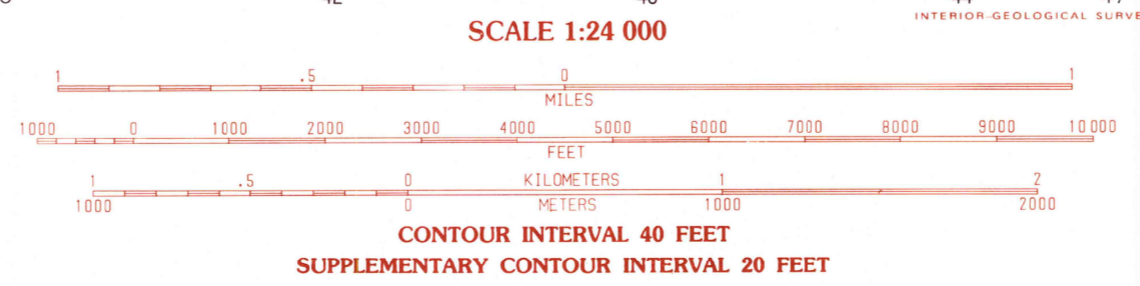 INTERIOR-GEOLOGICAL
SCALE 1:24 000
1 .5 0 1
MILES
1000 0 1000 2000 3000 4000 5000 6000 7000 8000 9000 10 000
FEET
1 .5 0 KILOMETERS 1 2
1000 0 METERS 1000 2000
CONTOUR INTERVAL 40 FEET
SUPPLEMENTARY CONTOUR INTERVAL 20 FEET